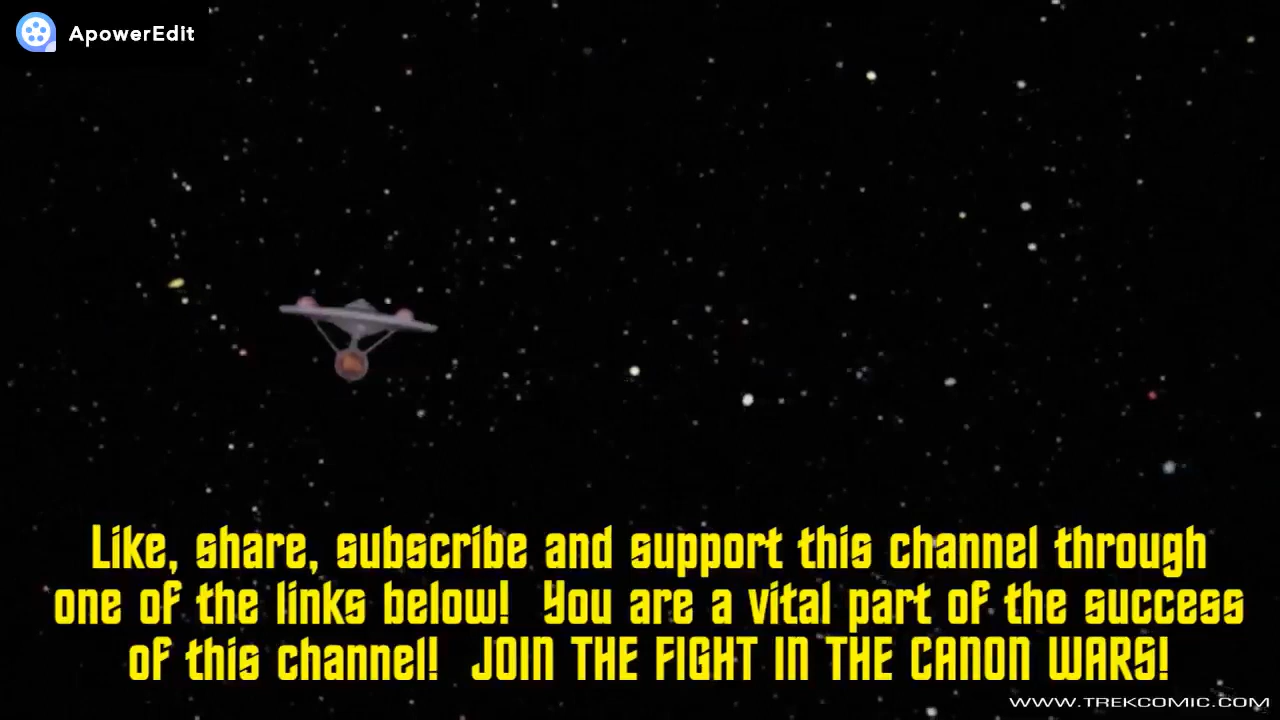 ApowerEdit
Like, share, subscribe and support this channel through
one of the links below!  You are a vital part of the success
of this channel!  JOIN THE FIGHT IN THE CANON WARS!
WWW.TREKCOMIC.COM